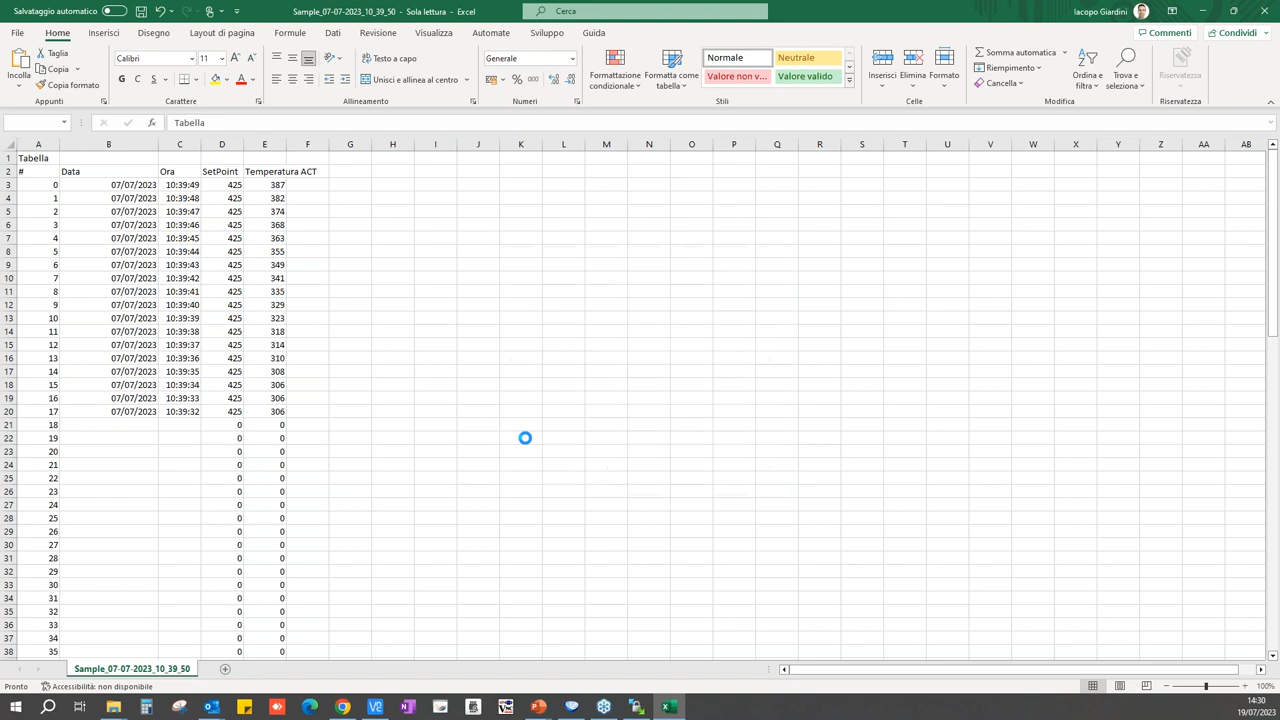 Salvataggio automatico Sample_07-07-2023_10_39_50 - Sola lettura - Excel Cerca Iacopo Giardini
File Home Inserisci Disegno Layout di pagina Formule Dati Revisione Visualizza Automate Sviluppo Guida Commenti Condividi
Incolla Taglia Copia Copia formato
Calibri 11
G C S
Testo a capo
Unisci e allinea al centro
Generale
% 000
Formattazione condizionale
Formatta come tabella
Normale Neutrale
Valore non v... Valore valido
Inserisci Elimina Formato
Somma automatica
Riempimento
Cancella
Ordina e filtra
Trova e seleziona
Riservatezza
Appunti Carattere Allineamento Numeri Stili Celle Modifica Riservatezza
fx Tabella
A B C D E F G H I J K L M N O P Q R S T U V W X Y Z AA AB
1 Tabella
2 # Data Ora SetPoint Temperatura ACT
3 0 07/07/2023 10:39:49 425 387
4 1 07/07/2023 10:39:48 425 382
5 2 07/07/2023 10:39:47 425 374
6 3 07/07/2023 10:39:46 425 368
7 4 07/07/2023 10:39:45 425 363
8 5 07/07/2023 10:39:44 425 355
9 6 07/07/2023 10:39:43 425 349
10 7 07/07/2023 10:39:42 425 341
11 8 07/07/2023 10:39:41 425 335
12 9 07/07/2023 10:39:40 425 329
13 10 07/07/2023 10:39:39 425 323
14 11 07/07/2023 10:39:38 425 318
15 12 07/07/2023 10:39:37 425 314
16 13 07/07/2023 10:39:36 425 310
17 14 07/07/2023 10:39:35 425 308
18 15 07/07/2023 10:39:34 425 306
19 16 07/07/2023 10:39:33 425 306
20 17 07/07/2023 10:39:32 425 306
21 18 0 0
22 19 0 0
23 20 0 0
24 21 0 0
25 22 0 0
26 23 0 0
27 24 0 0
28 25 0 0
29 26 0 0
30 27 0 0
31 28 0 0
32 29 0 0
33 30 0 0
34 31 0 0
35 32 0 0
36 33 0 0
37 34 0 0
38 35 0 0
Sample_07-07-2023_10_39_50
Pronto Accessibilità: non disponibile 100%
14:30
19/07/2023